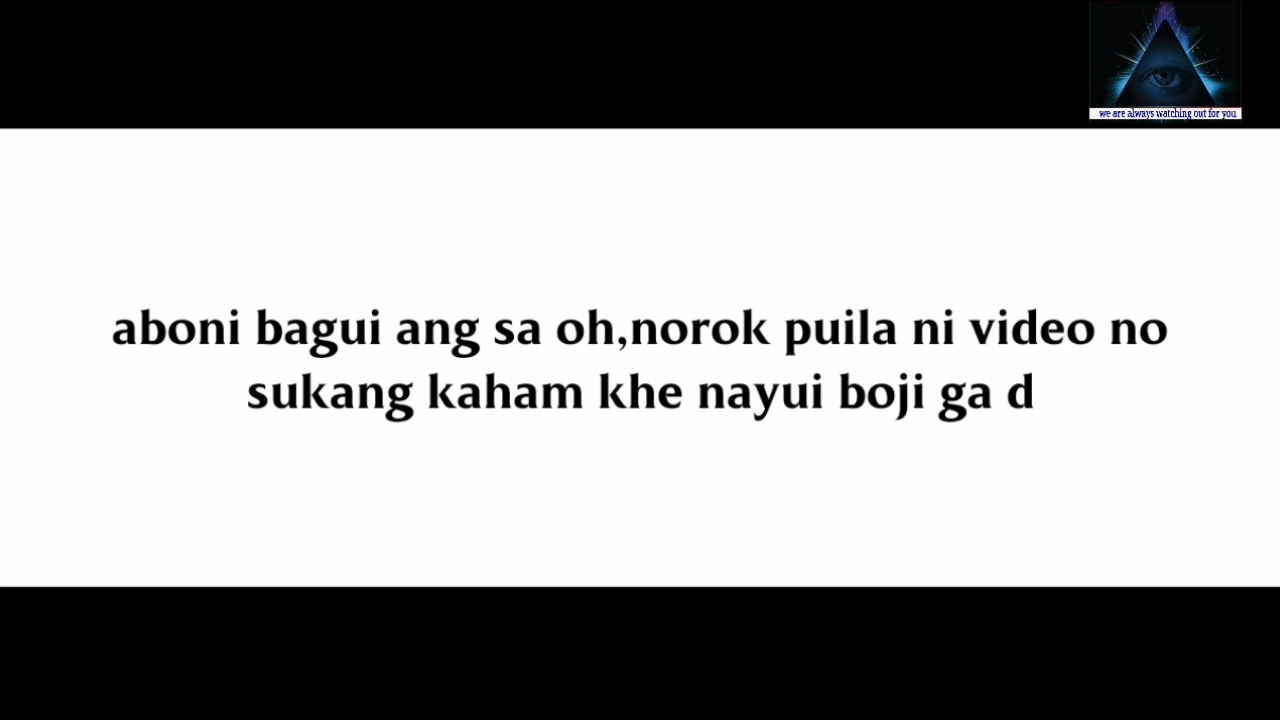 we are always watching out for you
aboni bagui ang sa oh,norok puila ni video no
sukang kaham khe nayui boji ga d